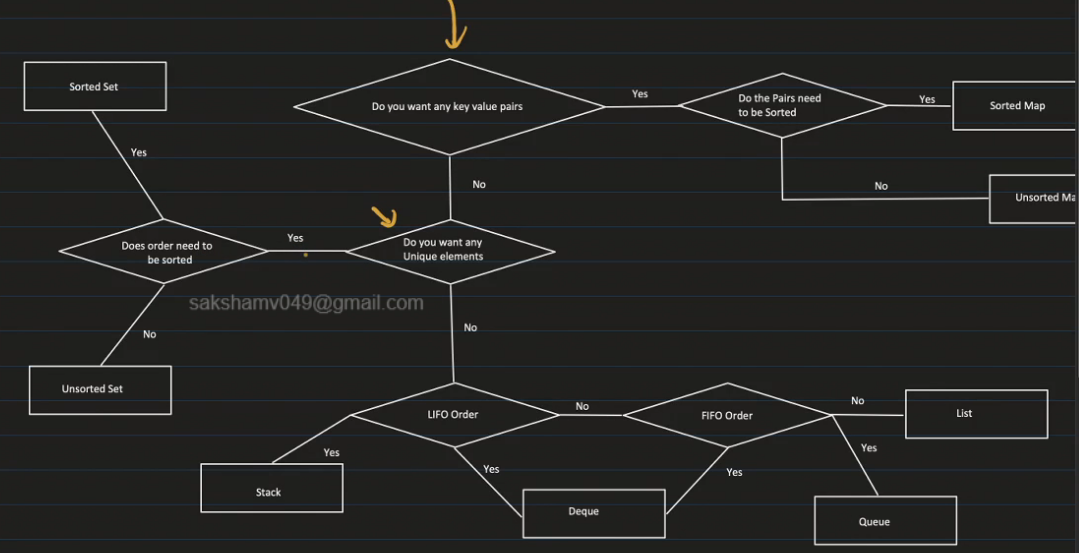 Sorted Set
Do you want any key value pairs
Yes
Do the Pairs need
to be Sorted
Yes
Sorted Map
Yes
No
No
Unsorted Ma
Does order need to
be sorted
Yes
Do you want any
Unique elements
sakshamv049@gmail.com
No
No
Unsorted Set
LIFO Order
No
FIFO Order
No
List
Yes
Yes
Yes
Yes
Stack
Deque
Queue